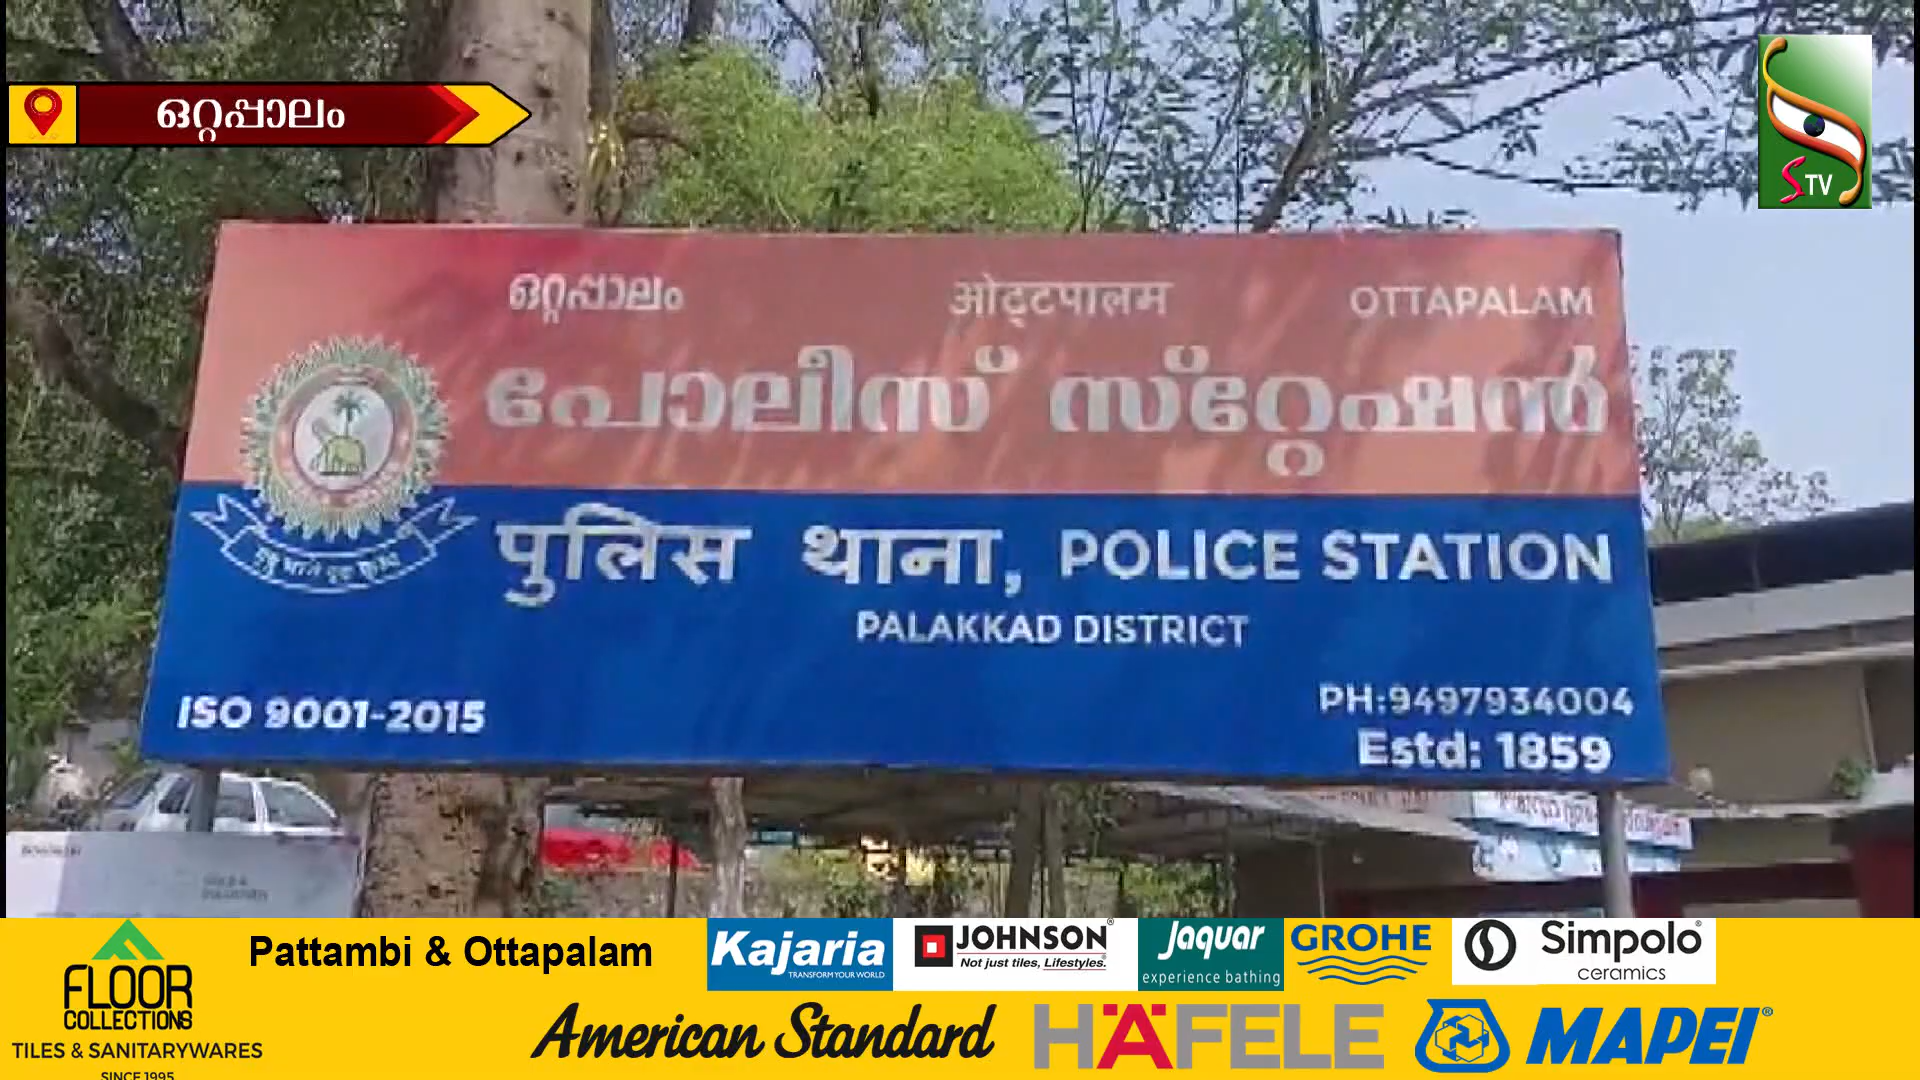 ഒറ്റപ്പാലം
STV
ഒറ്റപ്പാലം ओट्टपालम OTTAPALAM
പോലീസ് സ്റ്റേഷൻ
पुलिस थाना, POLICE STATION
PALAKKAD DISTRICT
ISO 9001-2015
PH:9497934004
Estd: 1859
FLOOR
COLLECTIONS
TILES & SANITARYWARES
SINCE 1995
Pattambi & Ottapalam
Kajaria
TRANSFORM YOUR WORLD
JOHNSON®
Not just tiles, Lifestyles.
Jaquar
experience bathing
GROHE
Simpolo®
ceramics
American Standard
HÄFELE
MAPEI®